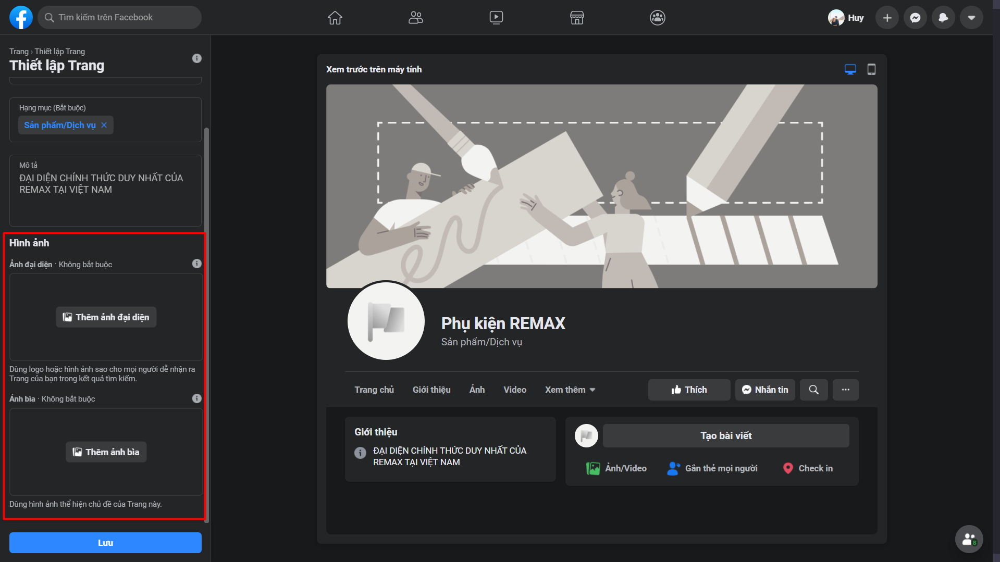 Tìm kiếm trên Facebook
Huy
Trang › Thiết lập Trang
Thiết lập Trang
Hạng mục (Bắt buộc)
Sản phẩm/Dịch vụ
Mô tả
ĐẠI DIỆN CHÍNH THỨC DUY NHẤT CỦA
REMAX TẠI VIỆT NAM
Hình ảnh
Ảnh đại diện · Không bắt buộc
Thêm ảnh đại diện
Dùng logo hoặc hình ảnh sao cho mọi người dễ nhận ra
Trang của bạn trong kết quả tìm kiếm.
Ảnh bìa · Không bắt buộc
Thêm ảnh bìa
Dùng hình ảnh thể hiện chủ đề của Trang này.
Lưu
Xem trước trên máy tính
Phụ kiện REMAX
Sản phẩm/Dịch vụ
Trang chủ Giới thiệu Ảnh Video Xem thêm Thích Nhắn tin
Giới thiệu
ĐẠI DIỆN CHÍNH THỨC DUY NHẤT CỦA
REMAX TẠI VIỆT NAM
Tạo bài viết
Ảnh/Video Gắn thẻ mọi người Check in
8